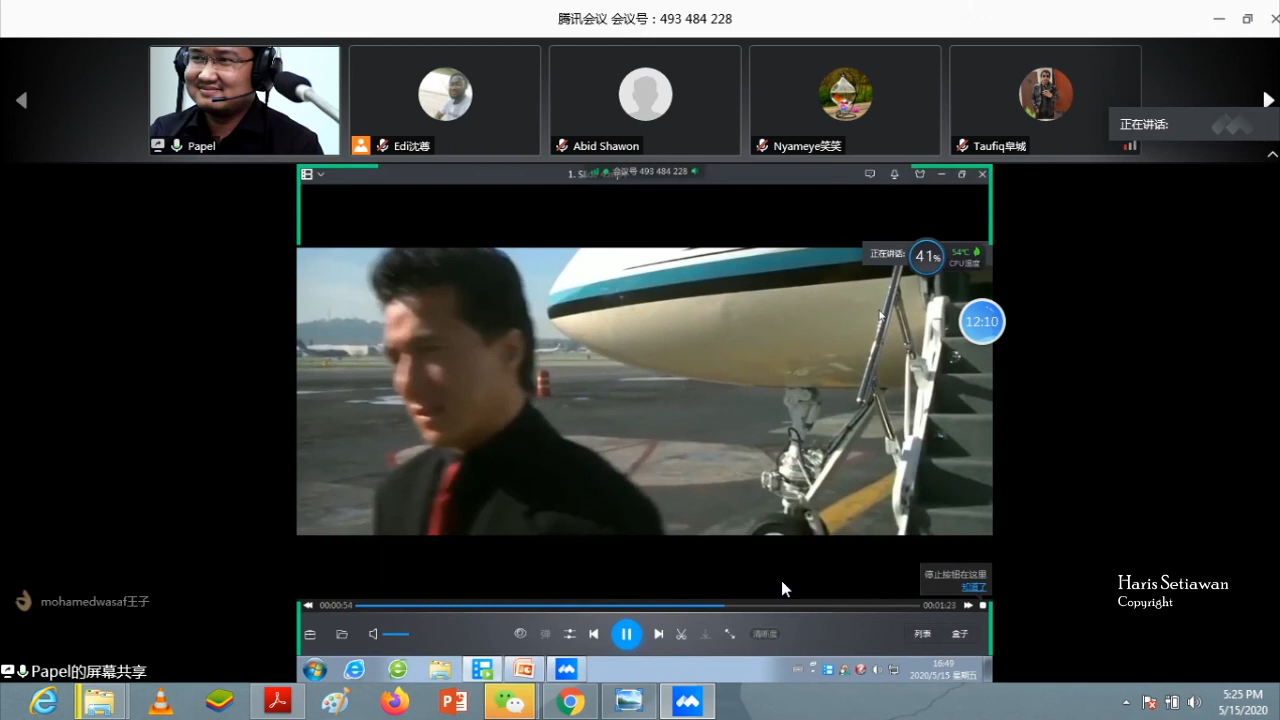 腾讯会议 会议号：493 484 228
Papel
Edi沈尊
Abid Shawon
Nyameye笑笑
Taufiq阜城
正在讲话:
会议号 493 484 228
正在讲话:
41%
54℃
CPU温度
12:10
停止按钮在这里
知道了
mohamedwasaf王子
Haris Setiawan
Copyright
00:00:54
00:01:23
清晰度
列表
盒子
Papel的屏幕共享
16:49
2020/5/15 星期五
5:25 PM
5/15/2020